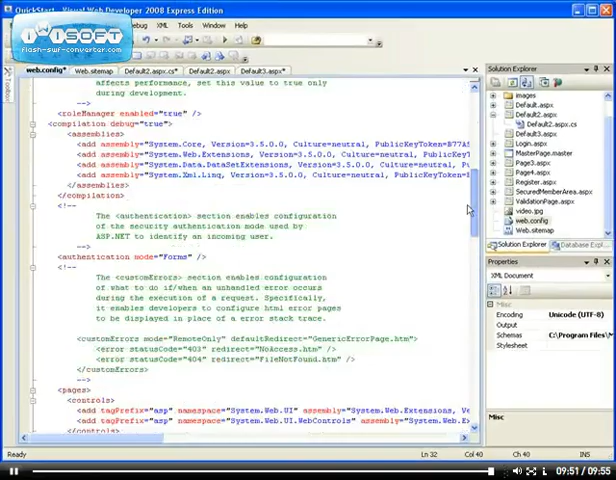 QuickStart - Visual Web Developer 2008 Express Edition
iWiSOFT
flash-swf-converter.com
XML Tools Window Help
web.config* Web.sitemap Default2.aspx.cs* Default2.aspx Default3.aspx*
affects performance, set this value to true only
during development.
-->
<roleManager enabled="true" />
<compilation debug="true">
<assemblies>
<add assembly="System.Core, Version=3.5.0.0, Culture=neutral, PublicKeyToken=B77A5
<add assembly="System.Web.Extensions, Version=3.5.0.0, Culture=neutral, PublicKeyT
<add assembly="System.Data.DataSetExtensions, Version=3.5.0.0, Culture=neutral, Pu
<add assembly="System.Xml.Linq, Version=3.5.0.0, Culture=neutral, PublicKeyToken=
</assemblies>
</compilation>
<!--
The <authentication> section enables configuration
of the security authentication mode used by
ASP.NET to identify an incoming user.
-->
<authentication mode="Forms" />
<!--
The <customErrors> section enables configuration
of what to do if/when an unhandled error occurs
during the execution of a request. Specifically,
it enables developers to configure html error pages
to be displayed in place of a error stack trace.
<customErrors mode="RemoteOnly" defaultRedirect="GenericErrorPage.htm">
<error statusCode="403" redirect="NoAccess.htm" />
<error statusCode="404" redirect="FileNotFound.htm" />
</customErrors>
-->
<pages>
<controls>
<add tagPrefix="asp" namespace="System.Web.UI" assembly="System.Web.Extensions, Ve
<add tagPrefix="asp" namespace="System.Web.UI.WebControls" assembly="System.Web.Ex
</controls>
Toolbox
Solution Explorer
images
Default.aspx
Default2.aspx
Default2.aspx.cs
Default3.aspx
Login.aspx
MasterPage.master
Page3.aspx
Page4.aspx
Register.aspx
SecuredMemberArea.aspx
ValidationPage.aspx
video.jpg
web.config
Web.sitemap
Solution Explorer Database Expl
Properties
XML Document
Misc
Encoding Unicode (UTF-8)
Output
Schemas C:\Program Files\
Stylesheet
Misc
Ready Ln 32 Col 40 Ch 40 INS
09:51 / 09:55